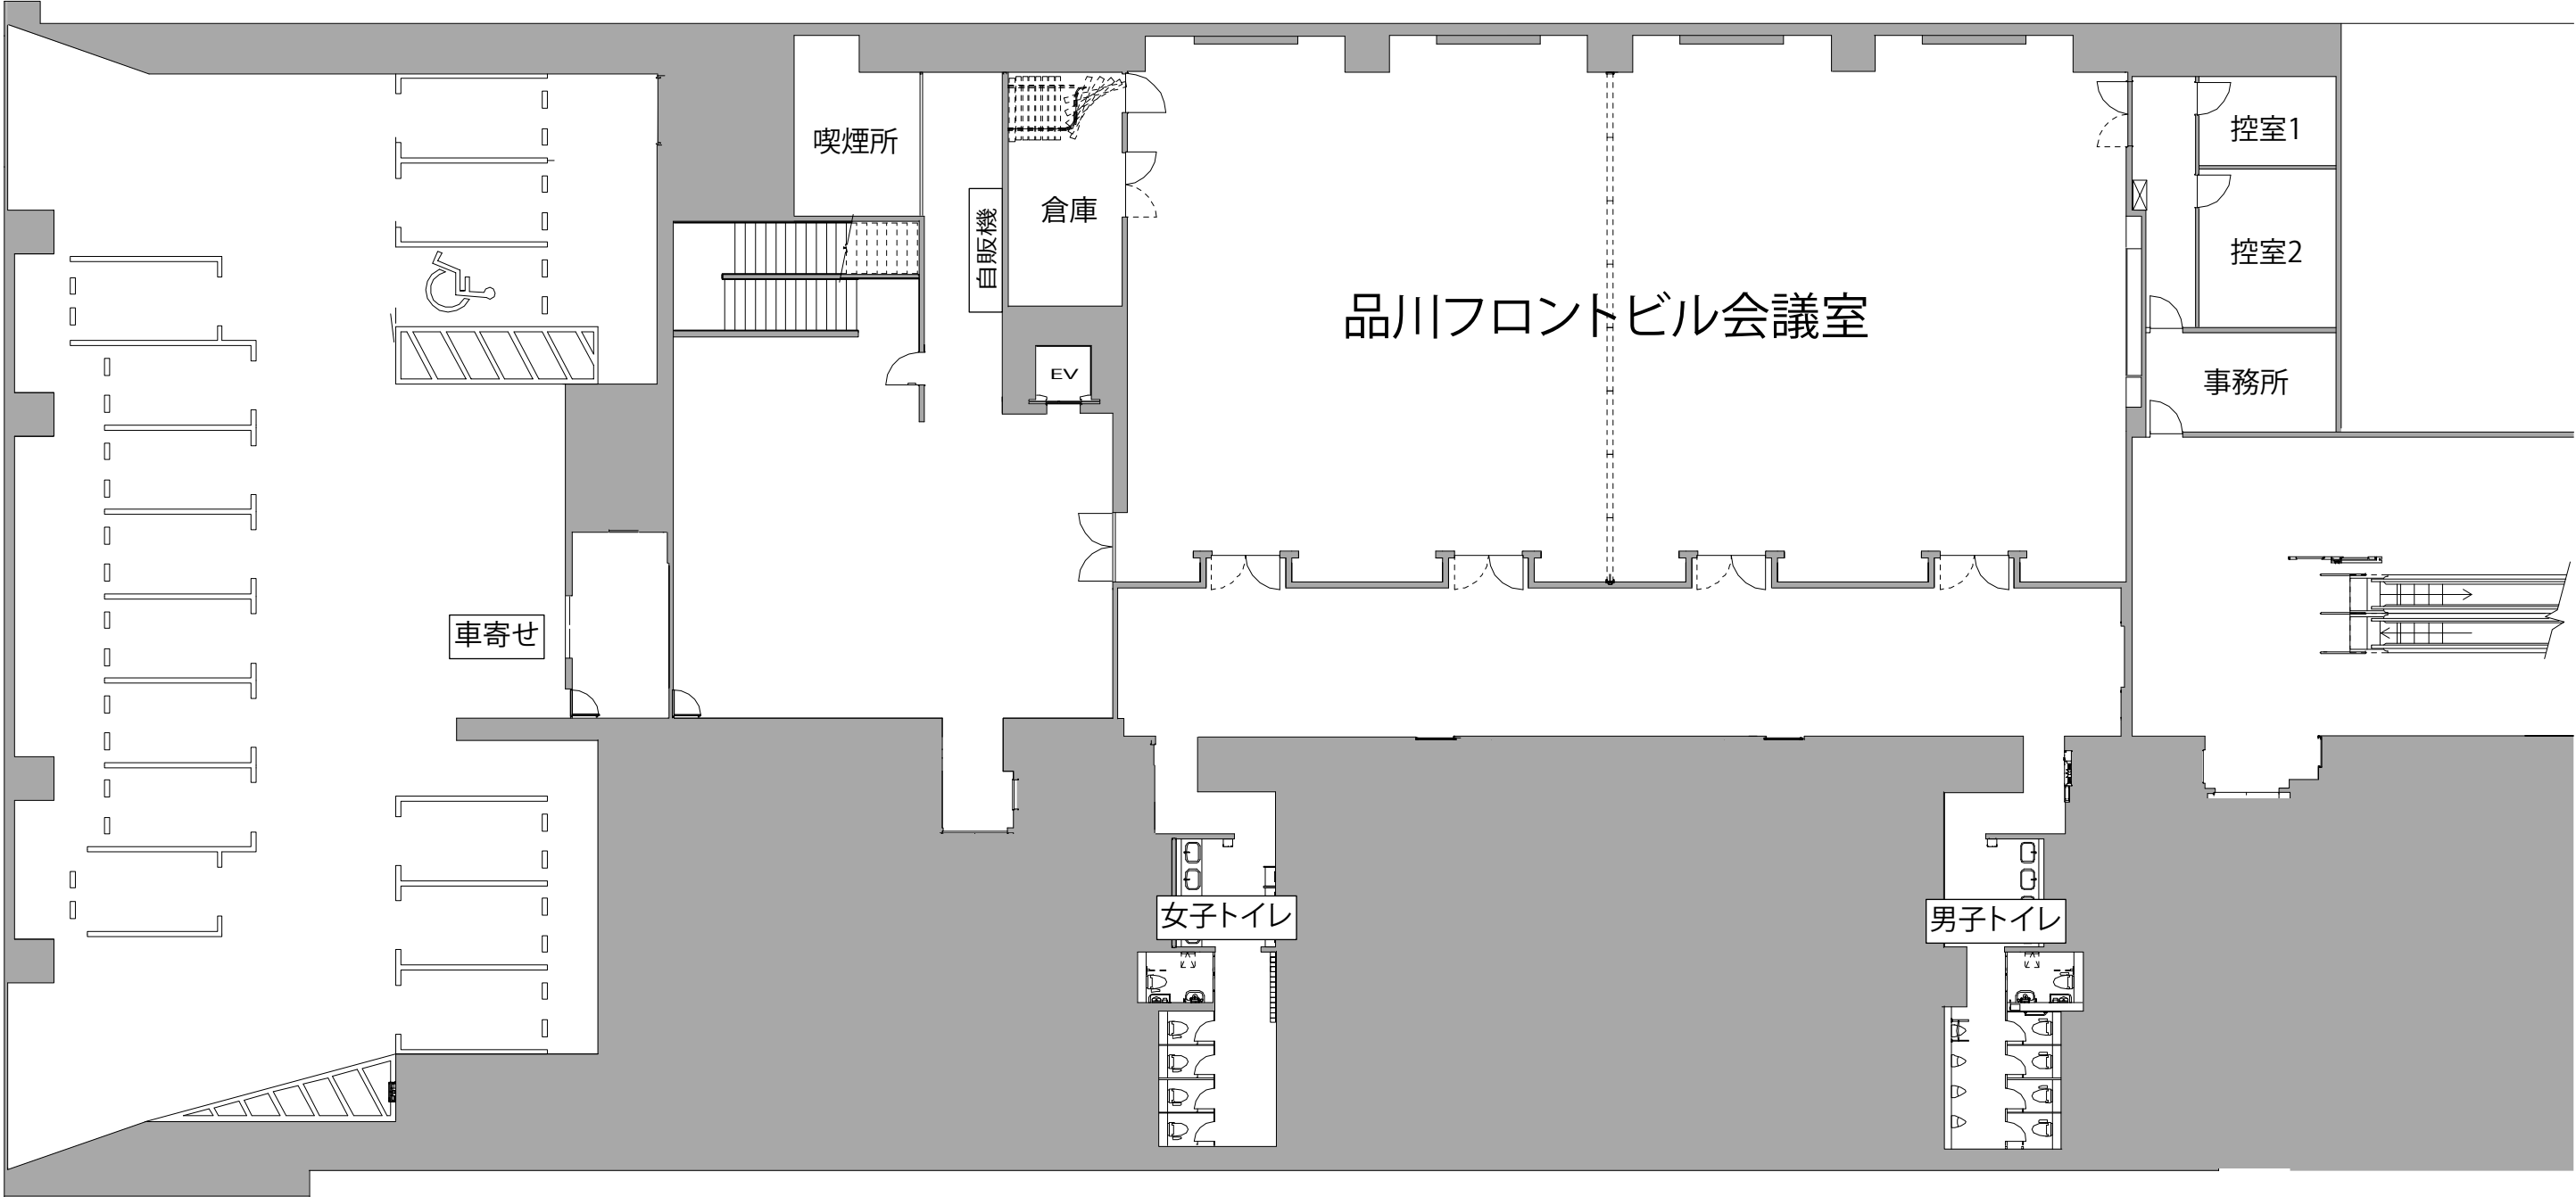 喫煙所
自販機
倉庫
EV
品川フロントビル会議室
控室1
控室2
事務所
車寄せ
女子トイレ
男子トイレ